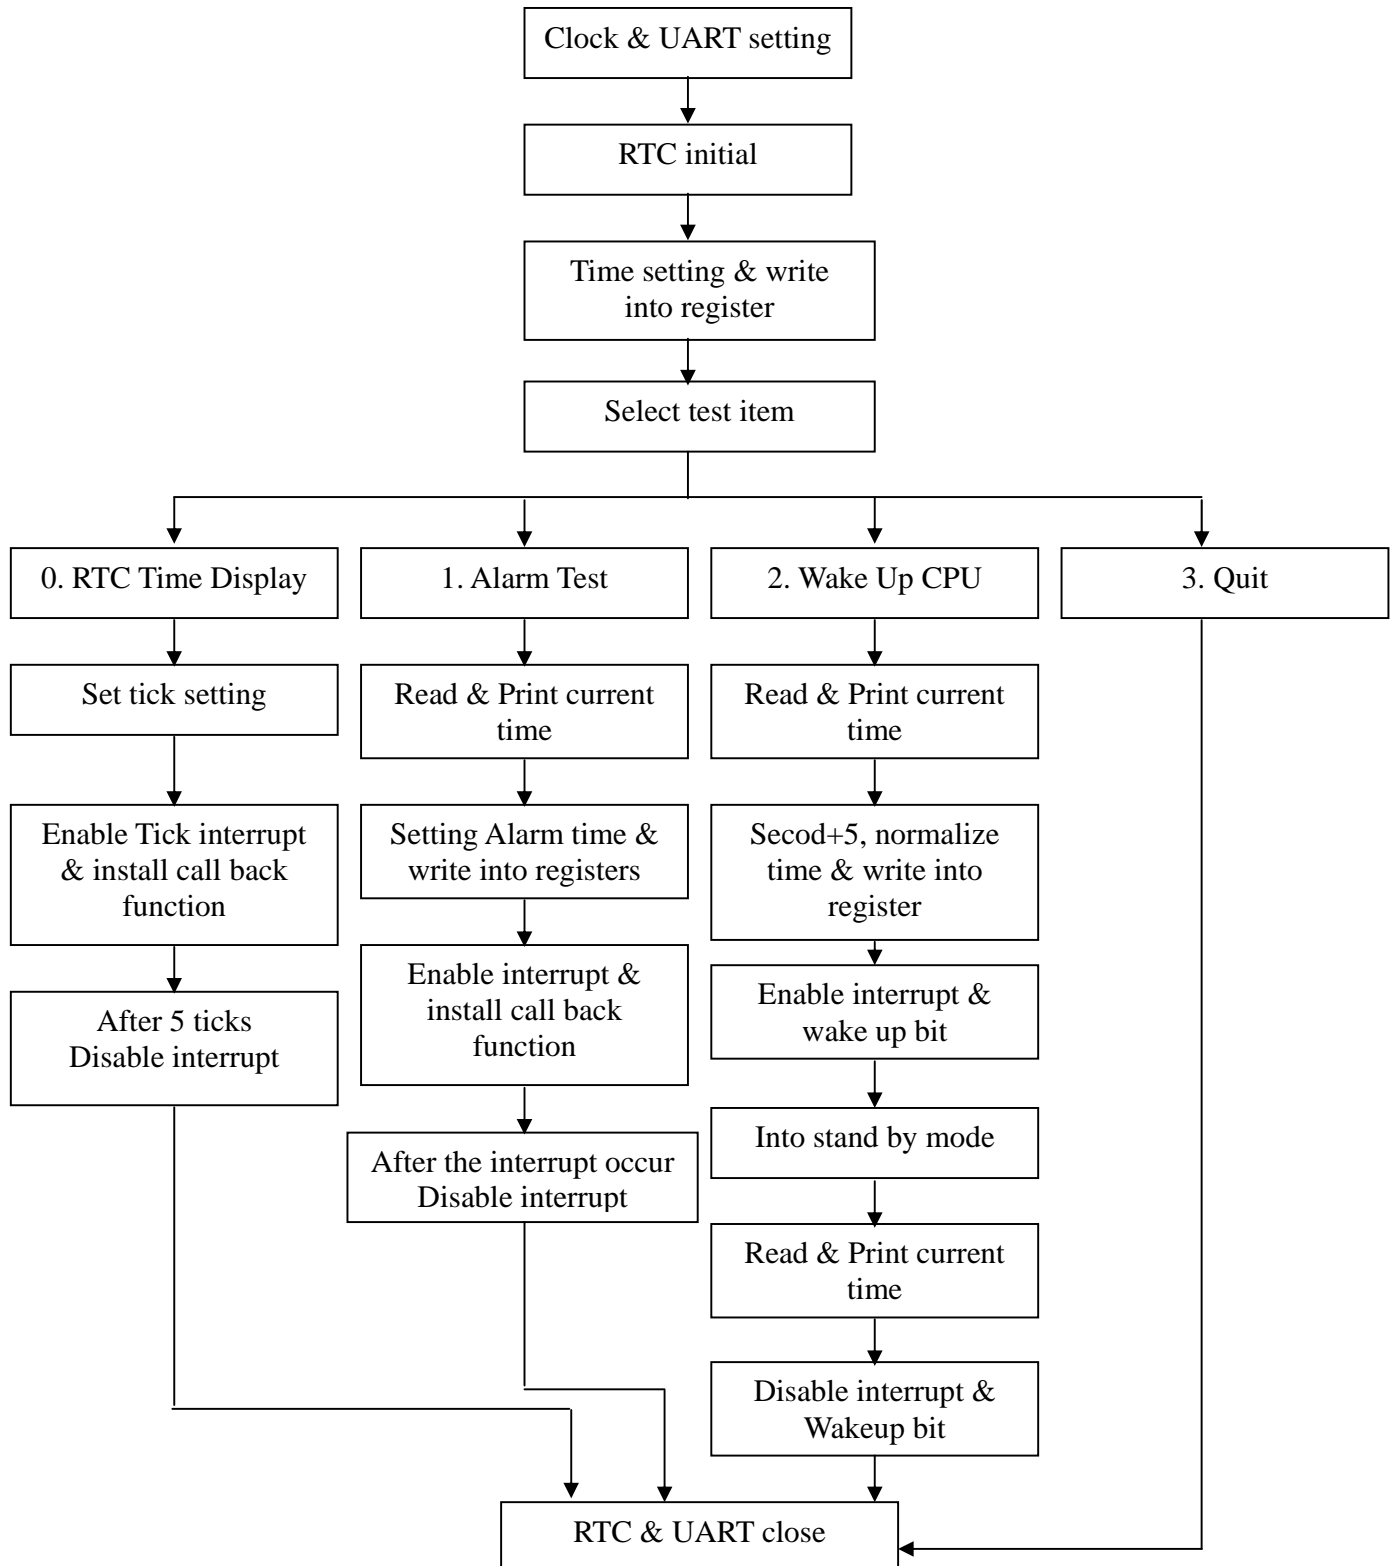 Clock & UART setting
RTC initial
Time setting & write
into register
Select test item
0. RTC Time Display
1. Alarm Test
2. Wake Up CPU
3. Quit
Set tick setting
Read & Print current
time
Read & Print current
time
Enable Tick interrupt
& install call back
function
Setting Alarm time &
write into registers
Secod+5, normalize
time & write into
register
After 5 ticks
Disable interrupt
Enable interrupt &
install call back
function
Enable interrupt &
wake up bit
Into stand by mode
After the interrupt occur
Disable interrupt
Read & Print current
time
Disable interrupt &
Wakeup bit
RTC & UART close